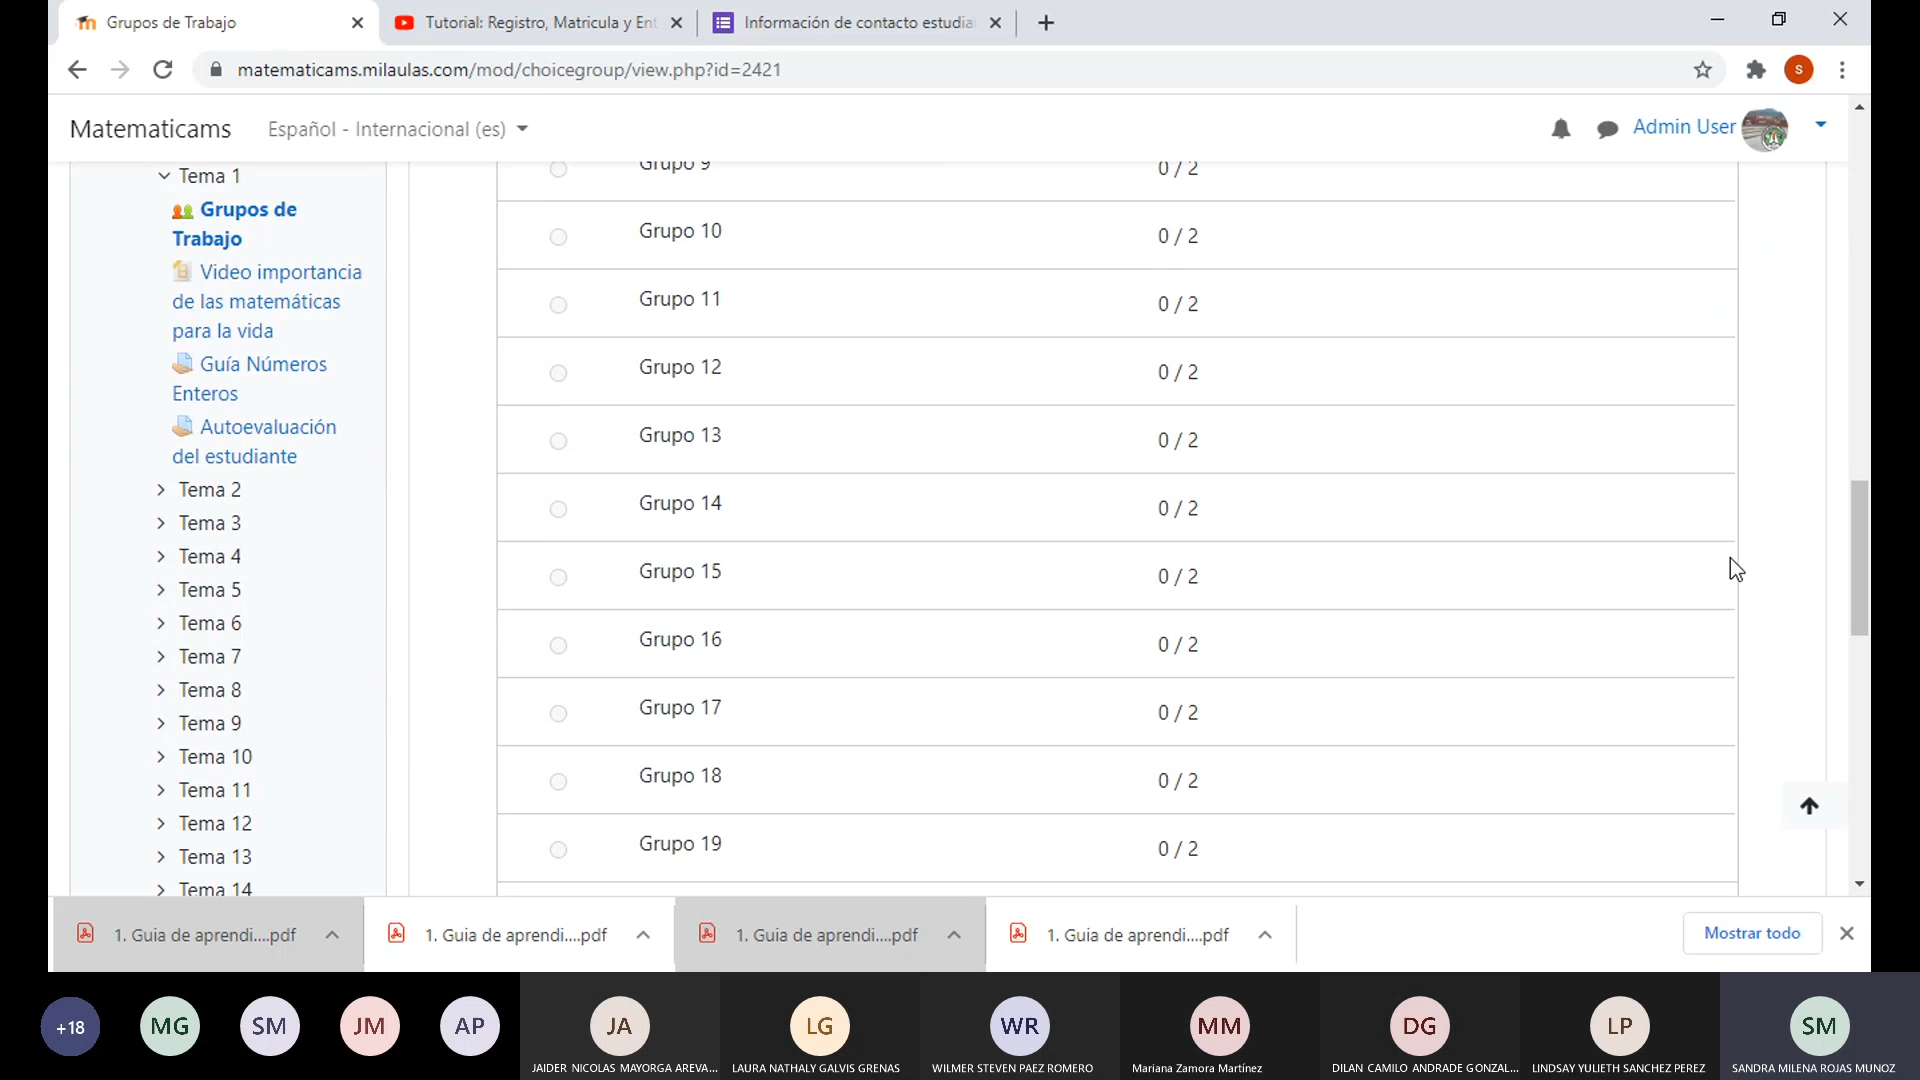 Grupos de Trabajo
Tutorial: Registro, Matricula y Ent
Información de contacto estudia
matematicams.milaulas.com/mod/choicegroup/view.php?id=2421
S
Matematicams
Español - Internacional (es)
Admin User
Tema 1
Grupos de
Trabajo
Video importancia
de las matemáticas
para la vida
Guía Números
Enteros
Autoevaluación
del estudiante
Tema 2
Tema 3
Tema 4
Tema 5
Tema 6
Tema 7
Tema 8
Tema 9
Tema 10
Tema 11
Tema 12
Tema 13
Tema 14
Grupo 9 0 / 2
Grupo 10 0 / 2
Grupo 11 0 / 2
Grupo 12 0 / 2
Grupo 13 0 / 2
Grupo 14 0 / 2
Grupo 15 0 / 2
Grupo 16 0 / 2
Grupo 17 0 / 2
Grupo 18 0 / 2
Grupo 19 0 / 2
1. Guia de aprendi....pdf
1. Guia de aprendi....pdf
1. Guia de aprendi....pdf
1. Guia de aprendi....pdf
Mostrar todo
+18
MG
SM
JM
AP
JA
LG
WR
MM
DG
LP
SM
JAIDER NICOLAS MAYORGA AREVA...
LAURA NATHALY GALVIS GRENAS
WILMER STEVEN PAEZ ROMERO
Mariana Zamora Martínez
DILAN CAMILO ANDRADE GONZAL...
LINDSAY YULIETH SANCHEZ PEREZ
SANDRA MILENA ROJAS MUNOZ